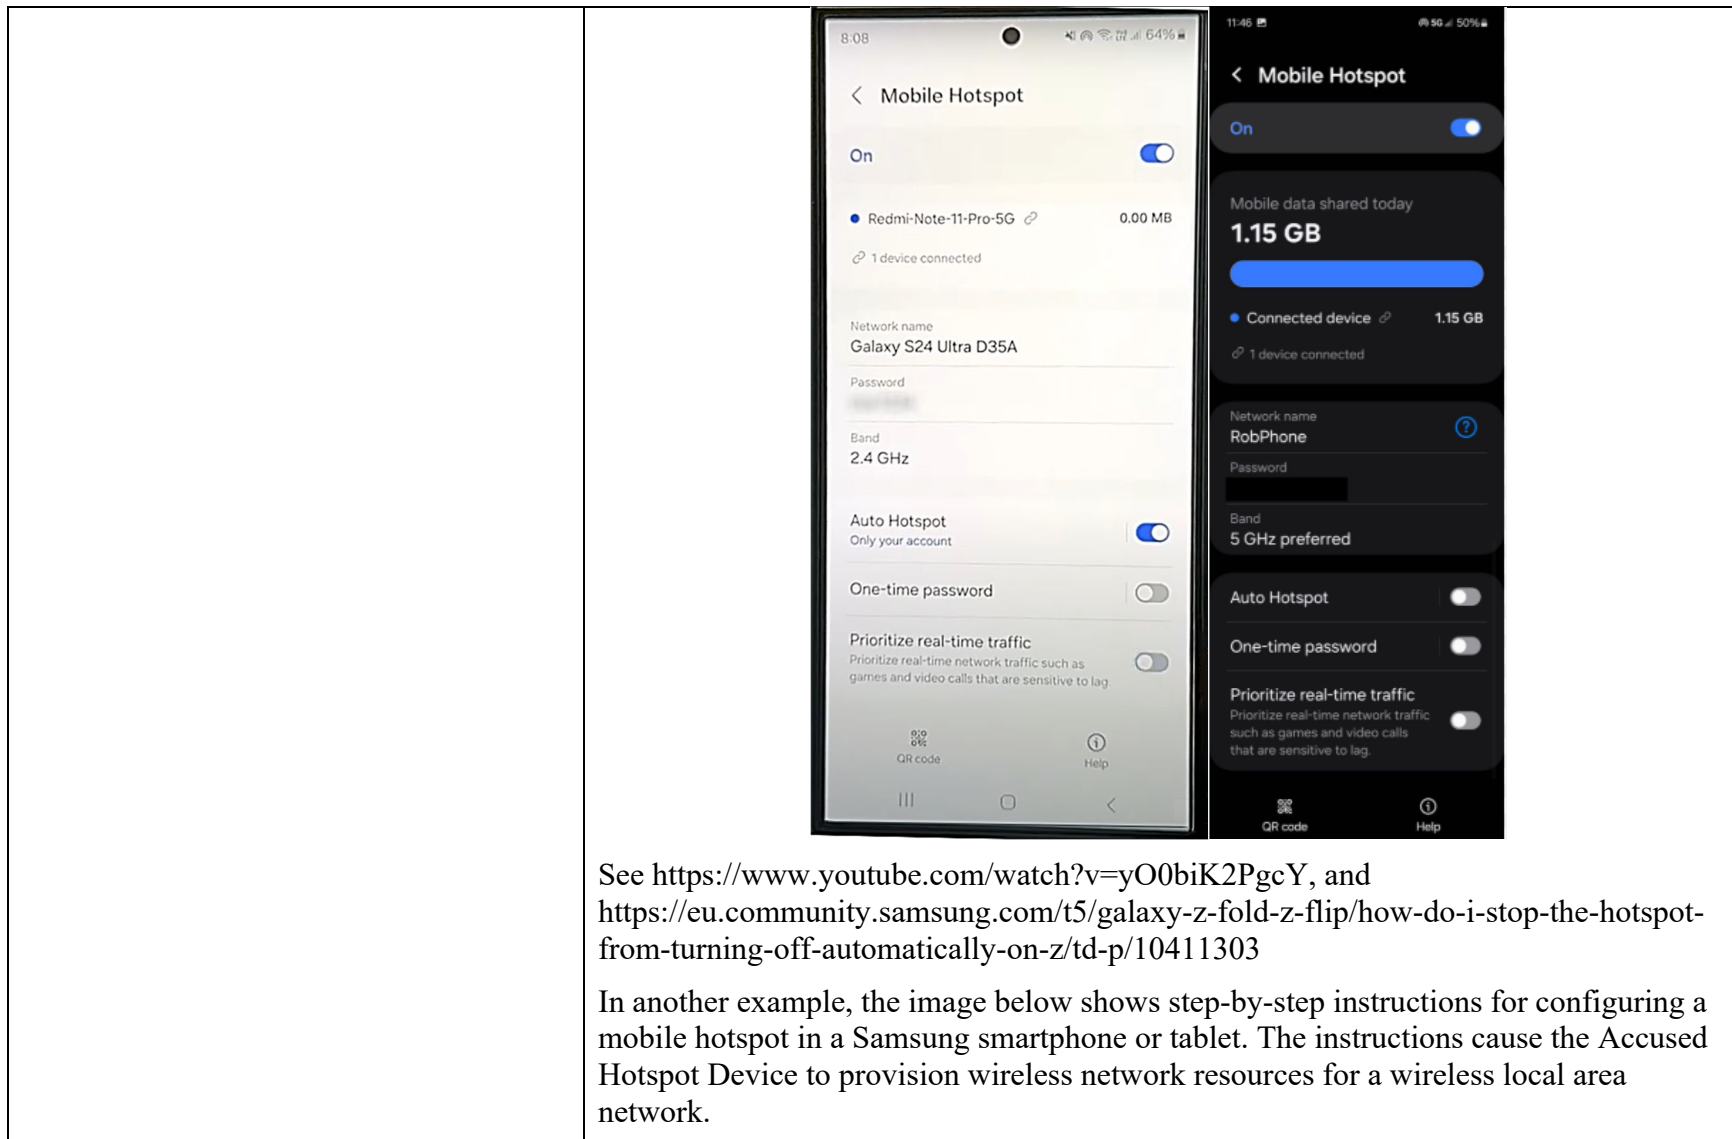 8:08
64%
Mobile Hotspot
On
Redmi-Note-11-Pro-5G 0.00 MB
1 device connected
Network name
Galaxy S24 Ultra D35A
Password
Band
2.4 GHz
Auto Hotspot
Only your account
One-time password
Prioritize real-time traffic
Prioritize real-time network traffic such as
games and video calls that are sensitive to lag.
QR code Help
11:46 5G 50%
Mobile Hotspot
On
Mobile data shared today
1.15 GB
Connected device 1.15 GB
1 device connected
Network name
RobPhone
Password
Band
5 GHz preferred
Auto Hotspot
One-time password
Prioritize real-time traffic
Prioritize real-time network traffic
such as games and video calls
that are sensitive to lag.
QR code Help
See https://www.youtube.com/watch?v=yO0biK2PgcY, and
https://eu.community.samsung.com/t5/galaxy-z-fold-z-flip/how-do-i-stop-the-hotspot-
from-turning-off-automatically-on-z/td-p/10411303
In another example, the image below shows step-by-step instructions for configuring a
mobile hotspot in a Samsung smartphone or tablet. The instructions cause the Accused
Hotspot Device to provision wireless network resources for a wireless local area
network.